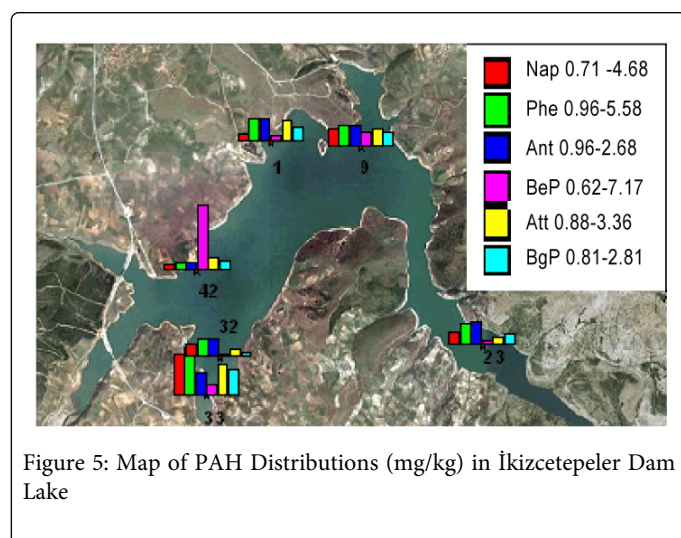 Nap 0.71 -4.68
Phe 0.96-5.58
Ant 0.96-2.68
BeP 0.62-7.17
Att 0.88-3.36
BgP 0.81-2.81
1
9
42
32
2 3
33
Figure 5: Map of PAH Distributions (mg/kg) in İkizcetepeler Dam
Lake